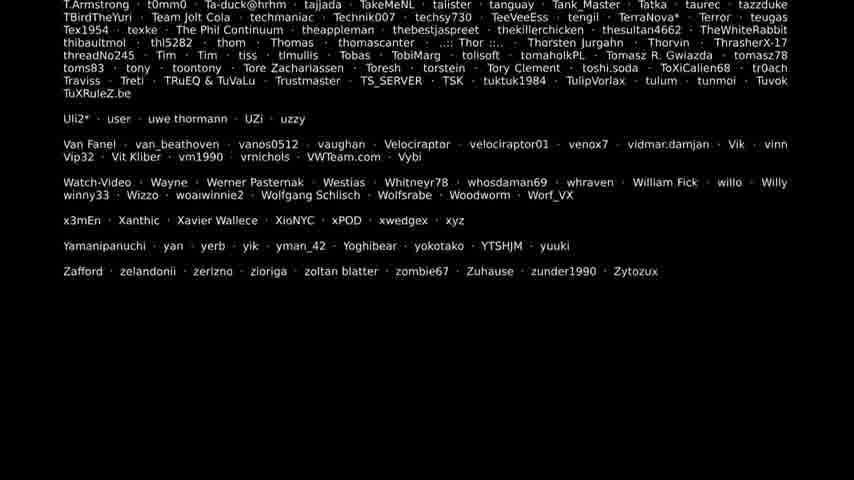 T.Armstrong · t0mm0 · Ta-duck@hrhm · tajjada · TakeMeNL · talister · tanguay · Tank_Master · Tatka · taurec · tazzduke
TBirdTheYuri · Team Jolt Cola · techmaniac · Technik007 · techsy730 · TeeVeeEss · tengil · TerraNova* · Terror · teugas
Tex1954 · texke · The Phil Continuum · theappleman · thebestjaspreet · thekillerchicken · thesultan4662 · TheWhiteRabbit
thibaultmol · thl5282 · thom · Thomas · thomascanter · ..::: Thor :::.. · Thorsten Jurgahn · Thorvin · ThrasherX-17
threadNo245 · Tim · Tim · tiss · tlmullis · Tobas · TobiMarg · tolisoft · tomaholkPL · Tomasz R. Gwiazda · tomasz78
toms83 · tony · toontony · Tore Zachariassen · Toresh · torstein · Tory Clement · toshi.soda · ToXiCalien68 · tr0ach
Traviss · Treti · TRuEQ & TuVaLu · Trustmaster · TS_SERVER · TSK · tuktuk1984 · TulipVorlax · tulum · tunmoi · Tuvok
TuXRuleZ.be
Uli2* · user · uwe thormann · UZi · uzzy
Van Fanel · van_beathoven · vanos0512 · vaughan · Velociraptor · velociraptor01 · venox7 · vidmar.damjan · Vik · vinn
Vip32 · Vit Kliber · vm1990 · vrnichols · VWTeam.com · Vybi
Watch-Video · Wayne · Werner Pasternak · Westias · Whitneyr78 · whosdaman69 · whraven · William Fick · willo · Willy
winny33 · Wizzo · woaiwinnie2 · Wolfgang Schlisch · Wolfsrabe · Woodworm · Worf_VX
x3mEn · Xanthic · Xavier Wallece · XioNYC · xPOD · xwedgex · xyz
Yamanipanuchi · yan · yerb · yik · yman_42 · Yoghibear · yokotako · YTSHJM · yuuki
Zafford · zelandonii · zerizno · zioriga · zoltan blatter · zombie67 · Zuhause · zunder1990 · Zytozux